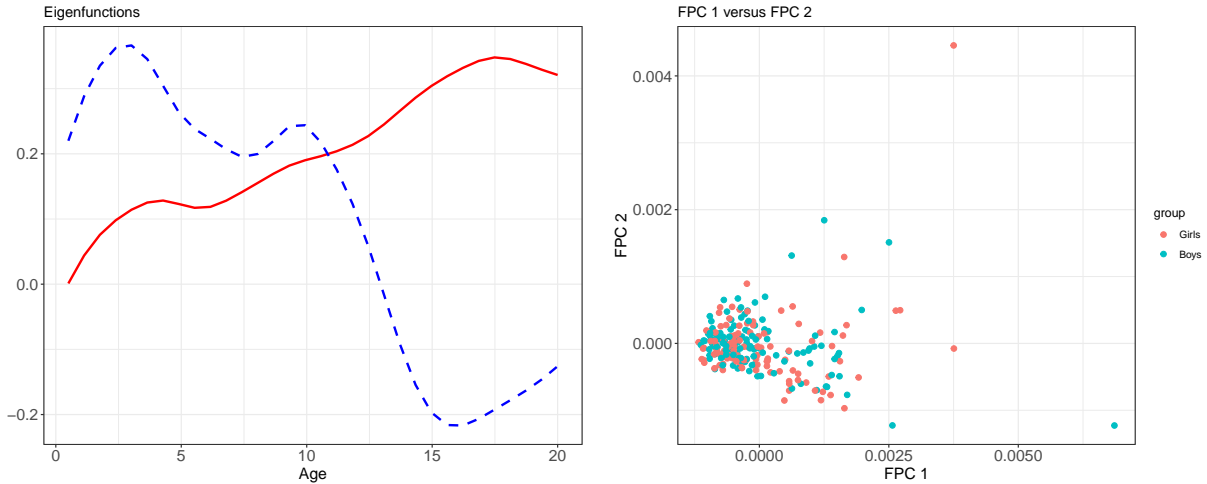 Eigenfunctions
0.2
0.0
−0.2
0
5
10
15
20
Age
FPC 1 versus FPC 2
0.004
0.002
0.000
FPC 2
0.0000
0.0025
0.0050
FPC 1
group
Girls
Boys